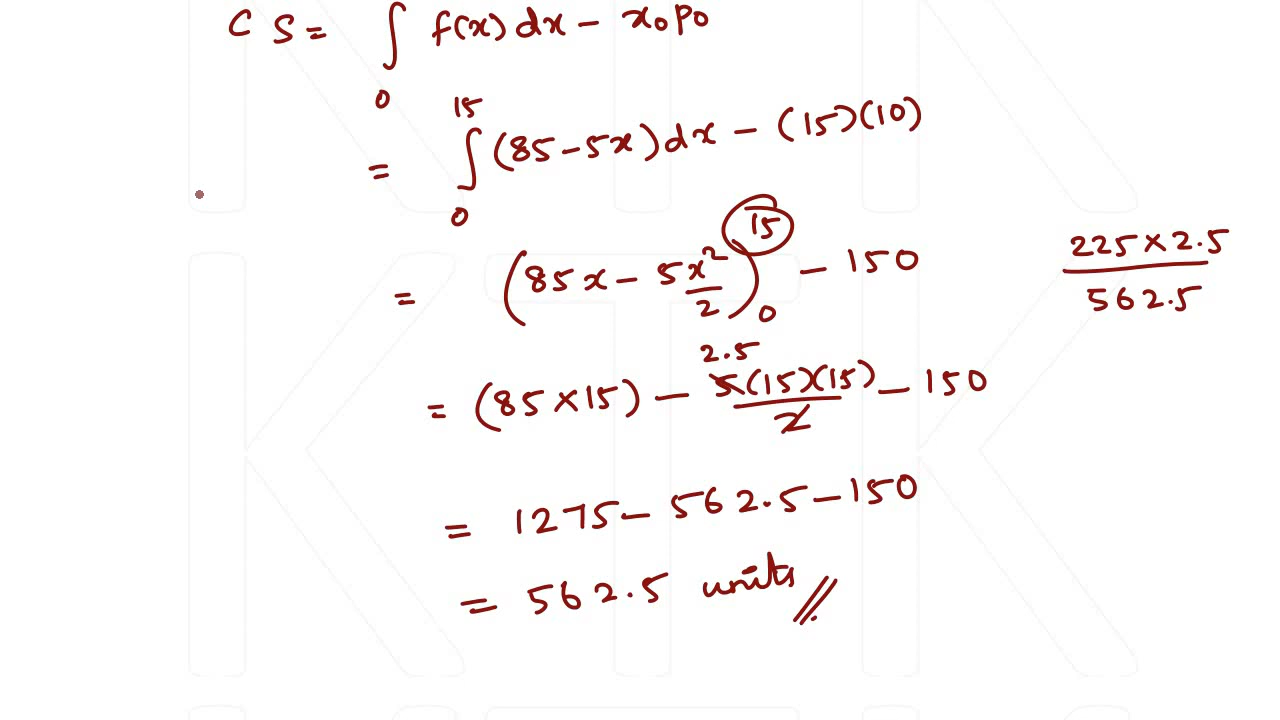 C S = ∫₀ f(x) dx - x₀p₀
= ∫₀¹⁵ (85 - 5x) dx - (15)(10)
= (85x - 5x²/2)₀¹⁵ - 150
225 × 2.5
562.5
2.5
= (85 × 15) - 5(15)(15)/2 - 150
= 1275 - 562.5 - 150
= 562.5 units //.